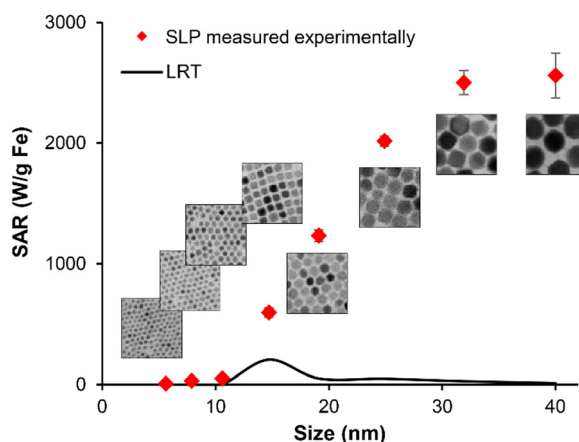 3000
SLP measured experimentally
LRT
2000
1000
0
SAR (W/g Fe)
0 10 20 30 40
Size (nm)